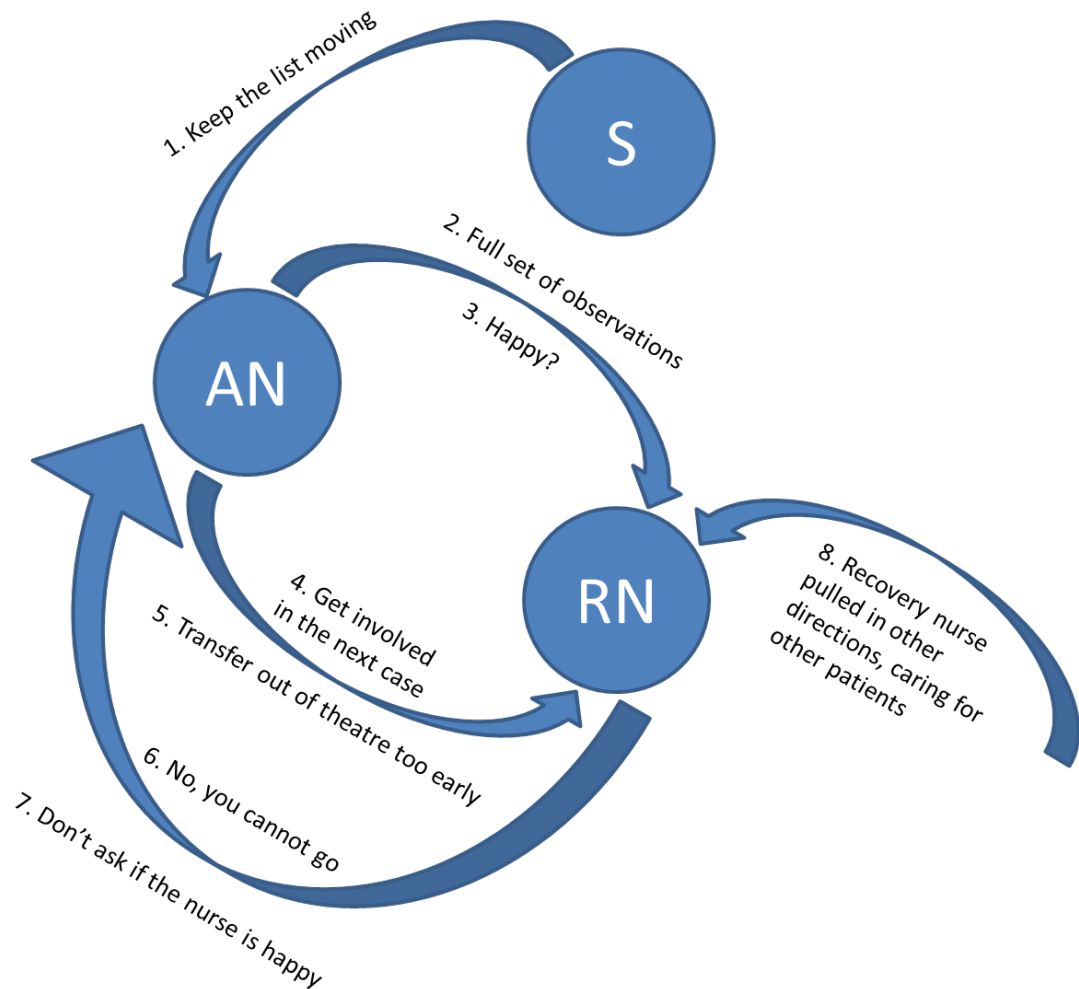 1. Keep the list moving
S
2. Full set of observations
3. Happy?
AN
RN
8. Recovery nurse
pulled in other
directions, caring for
other patients
4. Get involved
in the next case
5. Transfer out of theatre too early
6. No, you cannot go
7. Don’t ask if the nurse is happy